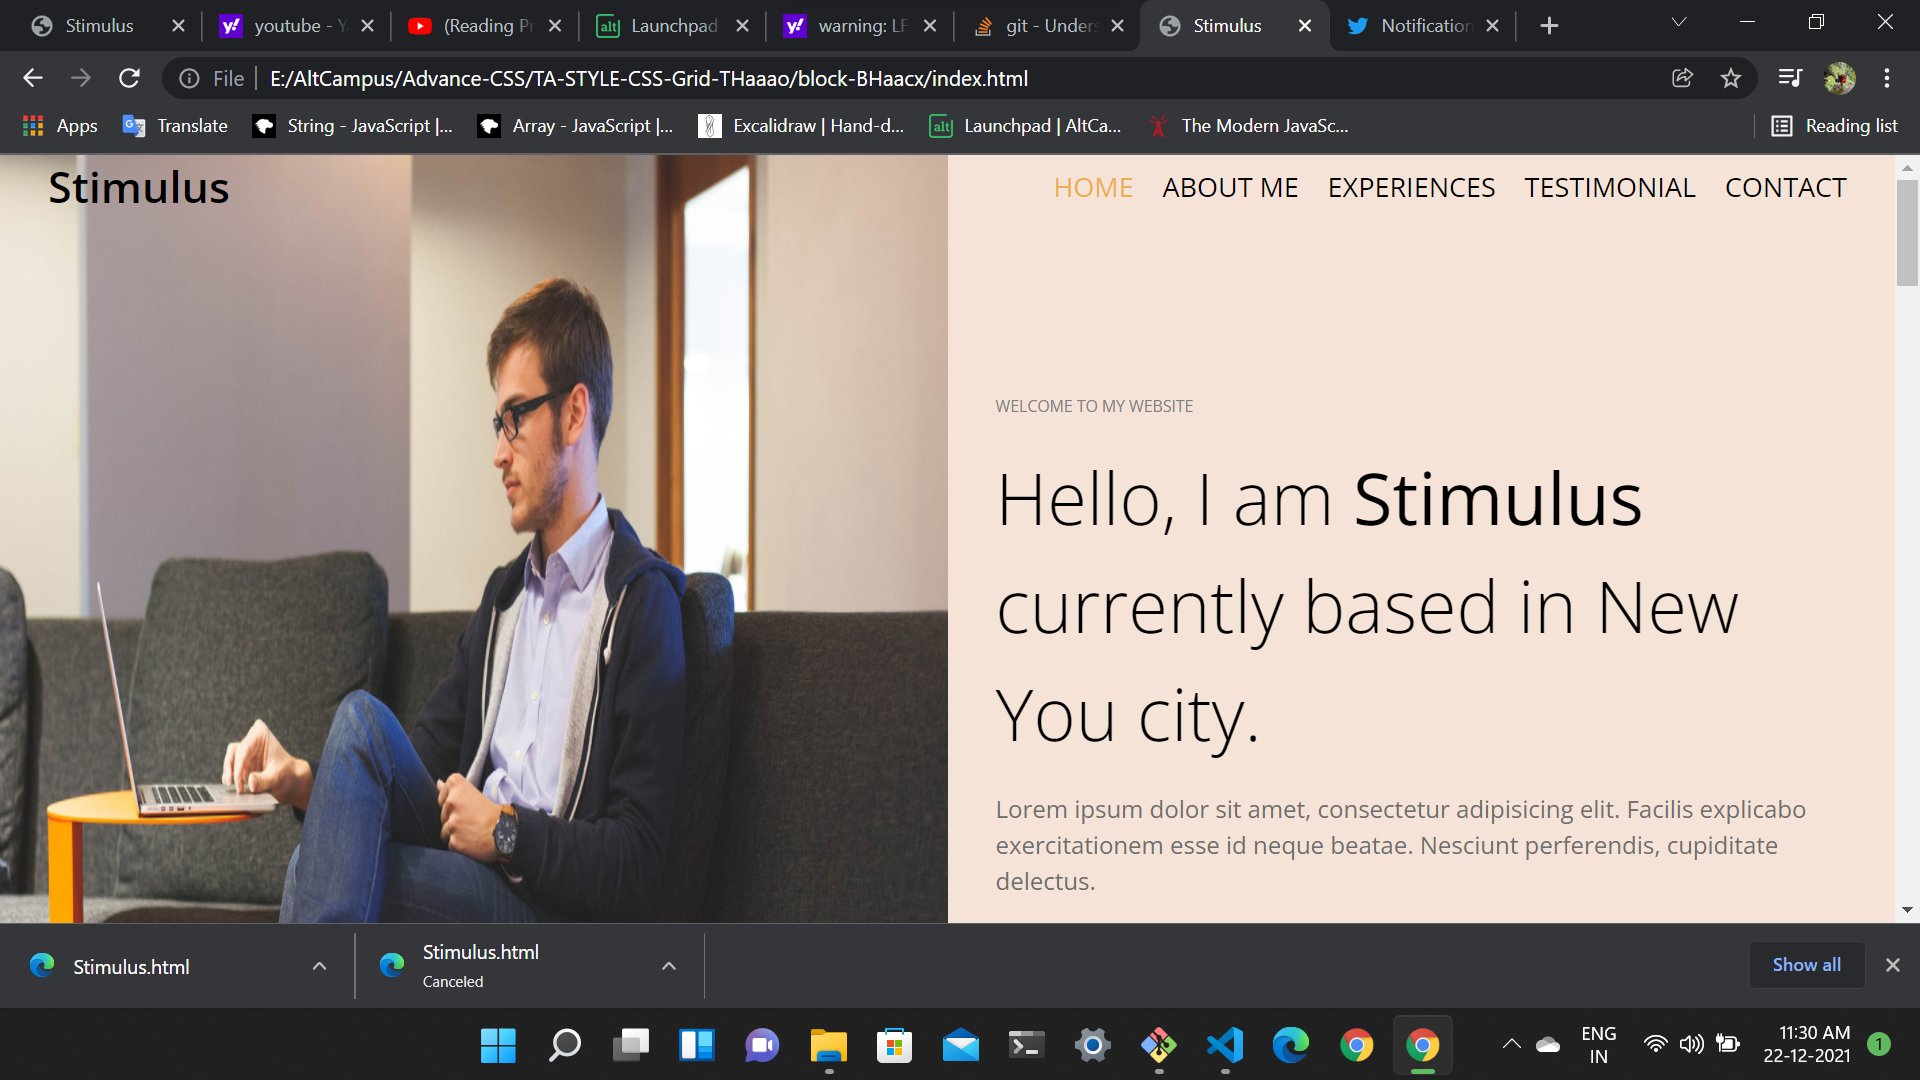 Stimulus
youtube - Y
(Reading Pr
Launchpad
warning: LF
git - Unders
Stimulus
Notification
File
E:/AltCampus/Advance-CSS/TA-STYLE-CSS-Grid-THaaao/block-BHaacx/index.html
Apps
Translate
String - JavaScript |...
Array - JavaScript |...
Excalidraw | Hand-d...
alt
Launchpad | AltCa...
The Modern JavaSc...
Reading list
Stimulus
HOME
ABOUT ME
EXPERIENCES
TESTIMONIAL
CONTACT
WELCOME TO MY WEBSITE
Hello, I am Stimulus
currently based in New
You city.
Lorem ipsum dolor sit amet, consectetur adipisicing elit. Facilis explicabo
exercitationem esse id neque beatae. Nesciunt perferendis, cupiditate
delectus.
Stimulus.html
Stimulus.html
Canceled
Show all
ENG
IN
11:30 AM
22-12-2021
1